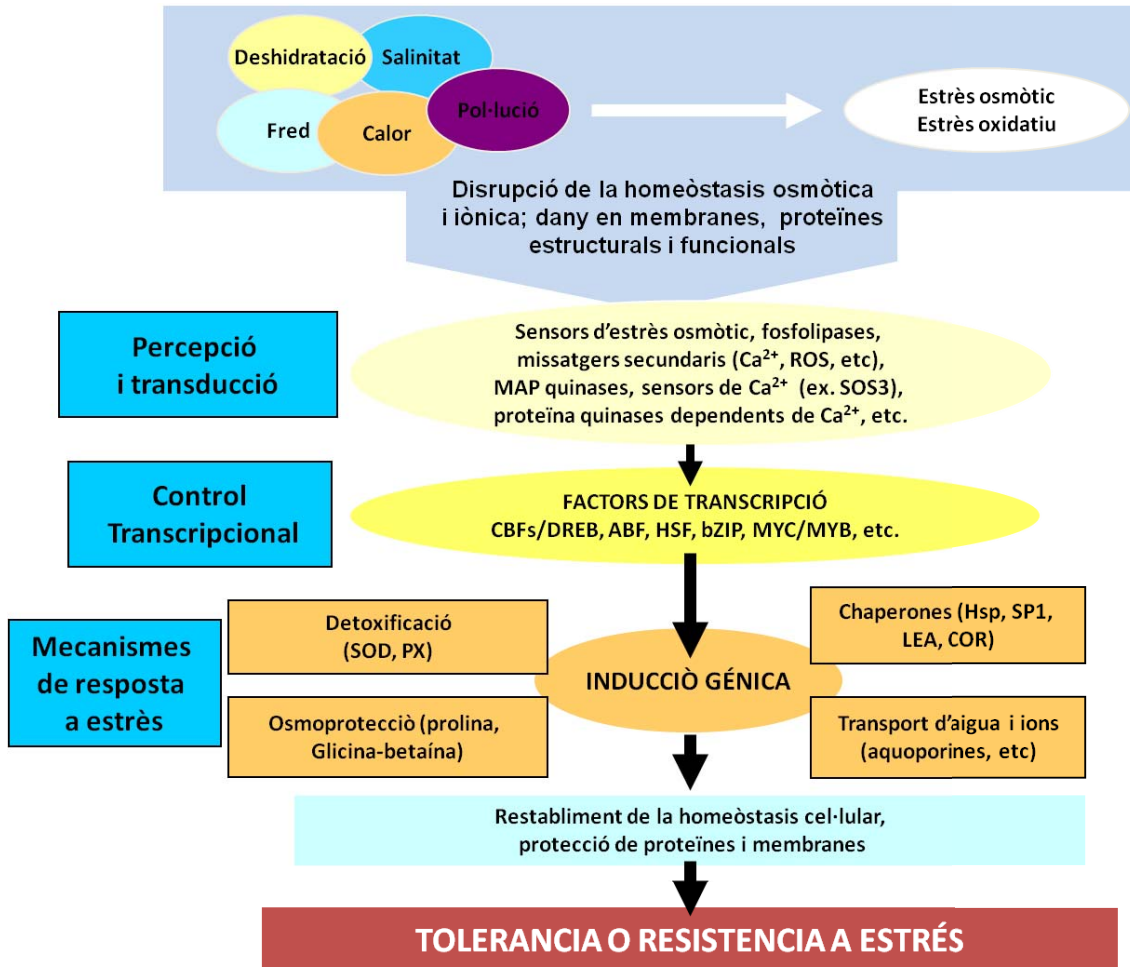 Deshidratació
Salinitat
Pol·lució
Fred
Calor
Estrès osmòtic
Estrès oxidatiu
Disrupció de la homeòstasis osmòtica
i iònica; dany en membranes, proteïnes
estructurals i funcionals
Percepció
i transducció
Sensors d'estrès osmòtic, fosfolipases,
missatgers secundaris (Ca²⁺, ROS, etc),
MAP quinases, sensors de Ca²⁺ (ex. SOS3),
proteïna quinases dependents de Ca²⁺, etc.
Control
Transcripcional
FACTORS DE TRANSCRIPCIÓ
CBFs/DREB, ABF, HSF, bZIP, MYC/MYB, etc.
Mecanismes
de resposta
a estrès
Detoxificació
(SOD, PX)
Chaperones (Hsp, SP1,
LEA, COR)
INDUCCIÒ GÉNICA
Osmoprotecciò (prolina,
Glicina-betaína)
Transport d'aigua i ions
(aquoporines, etc)
Restabliment de la homeòstasis cel·lular,
protecció de proteïnes i membranes
TOLERANCIA O RESISTENCIA A ESTRÉS